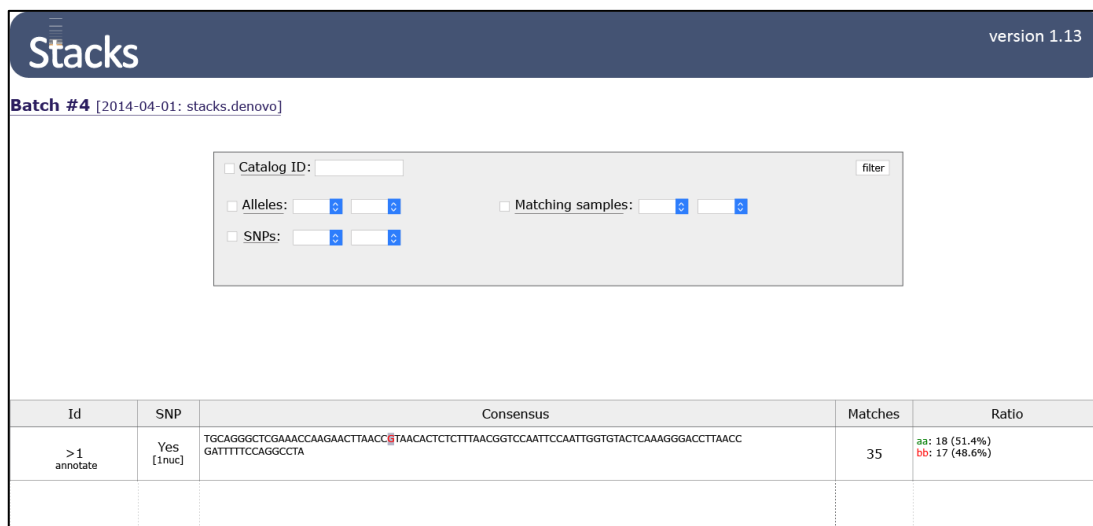 Stacks
version 1.13
Batch #4 [2014-04-01: stacks.denovo]
Catalog ID:
filter
Alleles:
Matching samples:
SNPs:
Id SNP Consensus Matches Ratio
>1
annotate
Yes
[1nuc]
TGCAGGGCTCGAAACCAAGAACTTAACCGTAACACTCTCTTTAACGGTCCAATTCCAATTGGTGTACTCAAAGGGACCTTAACC
GATTTTTCCAGGCCTA
35
aa: 18 (51.4%)
bb: 17 (48.6%)